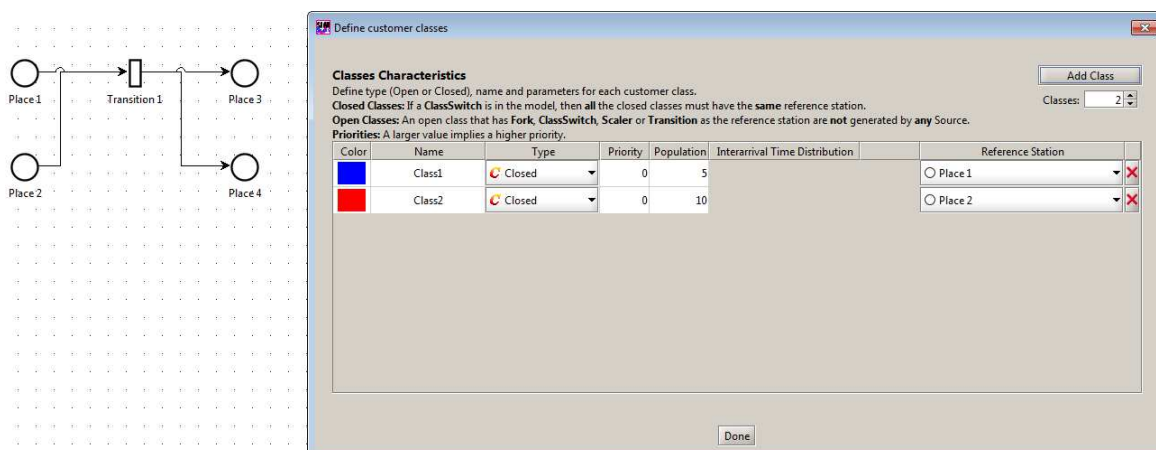 Place 1
Transition 1
Place 3
Place 2
Place 4
Define customer classes
Classes Characteristics
Define type (Open or Closed), name and parameters for each customer class.
Closed Classes: If a ClassSwitch is in the model, then all the closed classes must have the same reference station.
Open Classes: An open class that has Fork, ClassSwitch, Scaler or Transition as the reference station are not generated by any Source.
Priorities: A larger value implies a higher priority.
Add Class
Classes: 2
Color Name Type Priority Population Interarrival Time Distribution Reference Station
Class1 C Closed 0 5 Place 1
Class2 C Closed 0 10 Place 2
Done